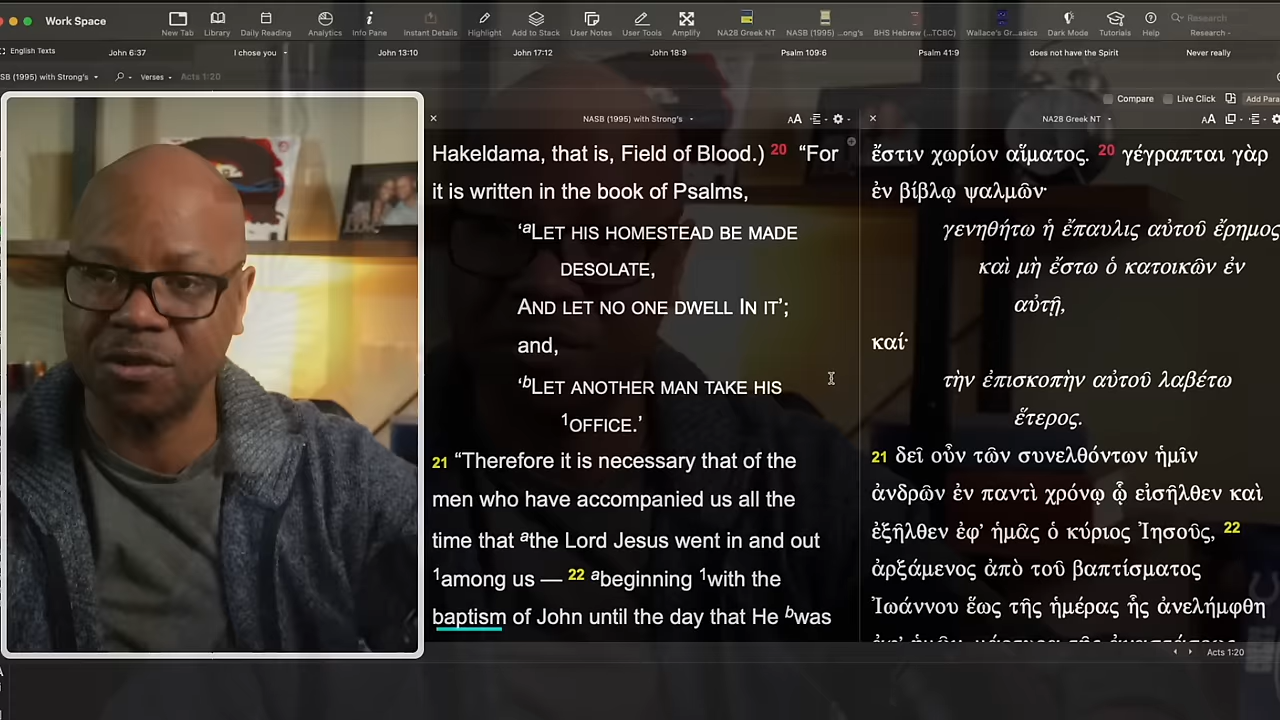 Work Space
New Tab Library Daily Reading Analytics Info Pane Instant Details Highlight Add to Stack User Notes User Tools Amplify NA28 Greek NT NASB (1995) ...ong's BHS Hebrew (...TCBC) Wallace's Gr...asics Dark Mode Tutorials Help Research
Research
English Texts John 6:37 I chose you John 13:10 John 17:12 John 18:9 Psalm 109:6 Psalm 41:9 does not have the Spirit Never really
SB (1995) with Strong's Verses Acts 1:20
Compare Live Click Add Para
NASB (1995) with Strong's
Hakeldama, that is, Field of Blood.) 20 “For
it is written in the book of Psalms,
‘aLET HIS HOMESTEAD BE MADE
DESOLATE,
AND LET NO ONE DWELL IN IT’;
and,
‘bLET ANOTHER MAN TAKE HIS
1OFFICE.’
21 “Therefore it is necessary that of the
men who have accompanied us all the
time that athe Lord Jesus went in and out
1among us — 22 abeginning 1with the
baptism of John until the day that He bwas
NA28 Greek NT
ἔστιν χωρίον αἵματος. 20 γέγραπται γὰρ
ἐν βίβλῳ ψαλμῶν·
γενηθήτω ἡ ἔπαυλις αὐτοῦ ἔρημος
καὶ μὴ ἔστω ὁ κατοικῶν ἐν
αὐτῇ,
καί·
τὴν ἐπισκοπὴν αὐτοῦ λαβέτω
ἕτερος.
21 δεῖ οὖν τῶν συνελθόντων ἡμῖν
ἀνδρῶν ἐν παντὶ χρόνῳ ᾧ εἰσῆλθεν καὶ
ἐξῆλθεν ἐφ’ ἡμᾶς ὁ κύριος Ἰησοῦς, 22
ἀρξάμενος ἀπὸ τοῦ βαπτίσματος
Ἰωάννου ἕως τῆς ἡμέρας ἧς ἀνελήμφθη
Acts 1:20